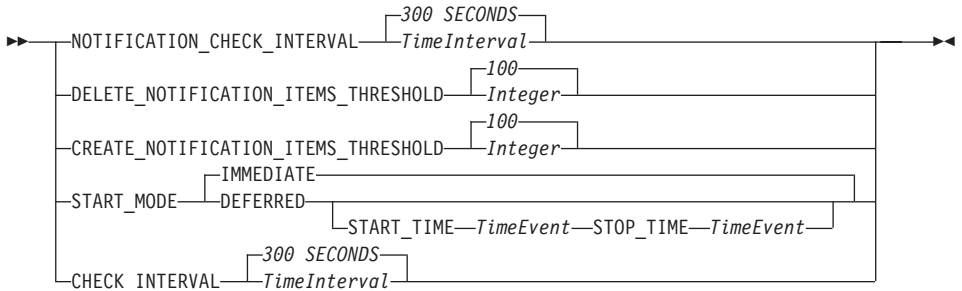 300 SECONDS
NOTIFICATION_CHECK_INTERVAL TimeInterval
100
DELETE_NOTIFICATION_ITEMS_THRESHOLD Integer
100
CREATE_NOTIFICATION_ITEMS_THRESHOLD Integer
IMMEDIATE
START_MODE DEFERRED
START_TIME TimeEvent STOP_TIME TimeEvent
300 SECONDS
CHECK INTERVAL TimeInterval